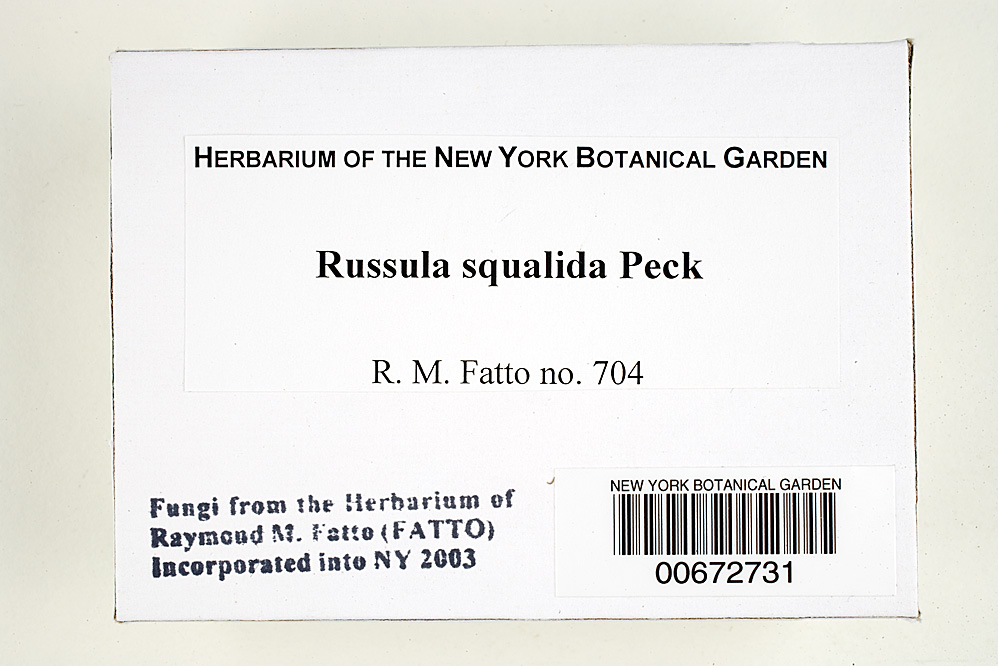 HERBARIUM OF THE NEW YORK BOTANICAL GARDEN
Russula squalida Peck
R. M. Fatto no. 704
Fungi from the Herbarium of
Raymond M. Fatto (FATTO)
Incorporated into NY 2003
NEW YORK BOTANICAL GARDEN
00672731